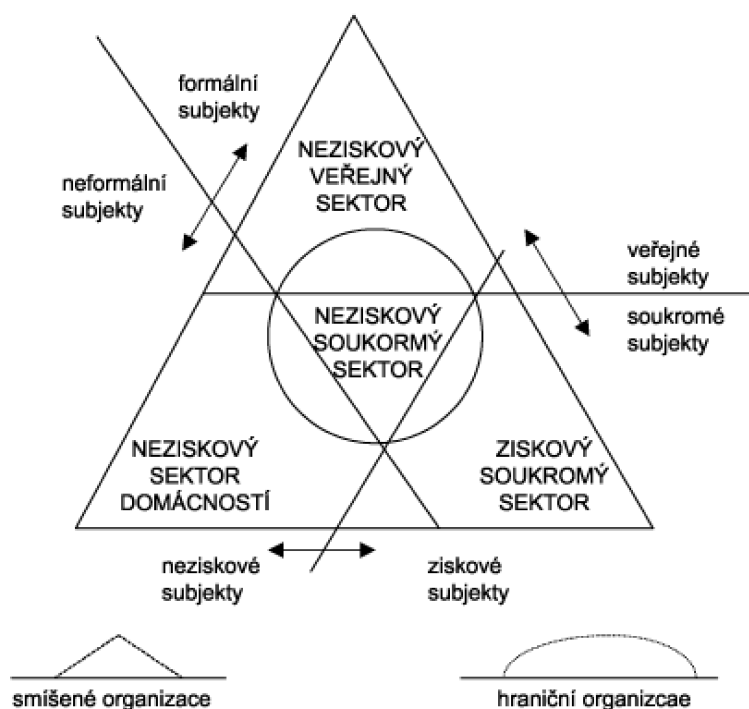 formální
subjekty
neformální
subjekty
NEZISKOVÝ
VEŘEJNÝ
SEKTOR
veřejné
subjekty
soukromé
subjekty
NEZISKOVÝ
SOUKORMÝ
SEKTOR
NEZISKOVÝ
SEKTOR
DOMÁCNOSTÍ
ZISKOVÝ
SOUKROMÝ
SEKTOR
neziskové
subjekty
ziskové
subjekty
smíšené organizace
hraniční organizcae